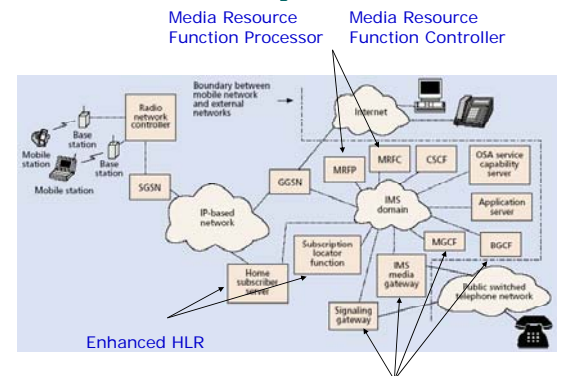 Media Resource
Function Processor
Media Resource
Function Controller
Boundary between
mobile network
and external
networks
Radio
network
controller
Base
station
Mobile
station
Base
station
Mobile station
SGSN
IP-based
network
GGSN
Internet
MRFP
MRFC
CSCF
OSA service
capability
server
IMS
domain
Application
server
Subscription
locator
function
MGCF
BGCF
IMS
media
gateway
Home
subscriber
server
Public switched
telephone network
Signaling
gateway
Enhanced HLR